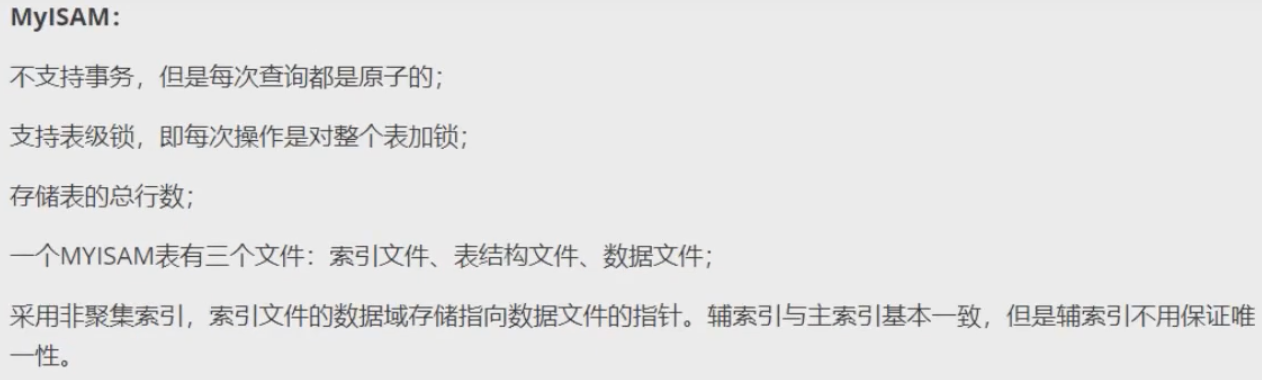 MyISAM：
不支持事务，但是每次查询都是原子的；
支持表级锁，即每次操作是对整个表加锁；
存储表的总行数；
一个MYISAM表有三个文件：索引文件、表结构文件、数据文件；
采用非聚集索引，索引文件的数据域存储指向数据文件的指针。辅索引与主索引基本一致，但是辅索引不用保证唯
一性。